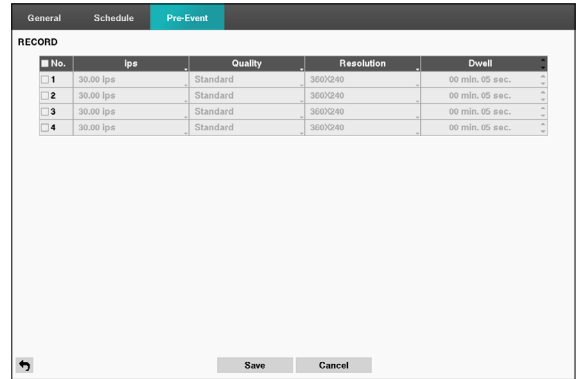 General Schedule Pre-Event
RECORD
No. Ips Quality Resolution Dwell
1 30.00 ips Standard 360X240 00 min. 05 sec.
2 30.00 ips Standard 360X240 00 min. 05 sec.
3 30.00 ips Standard 360X240 00 min. 05 sec.
4 30.00 ips Standard 360X240 00 min. 05 sec.
Save Cancel